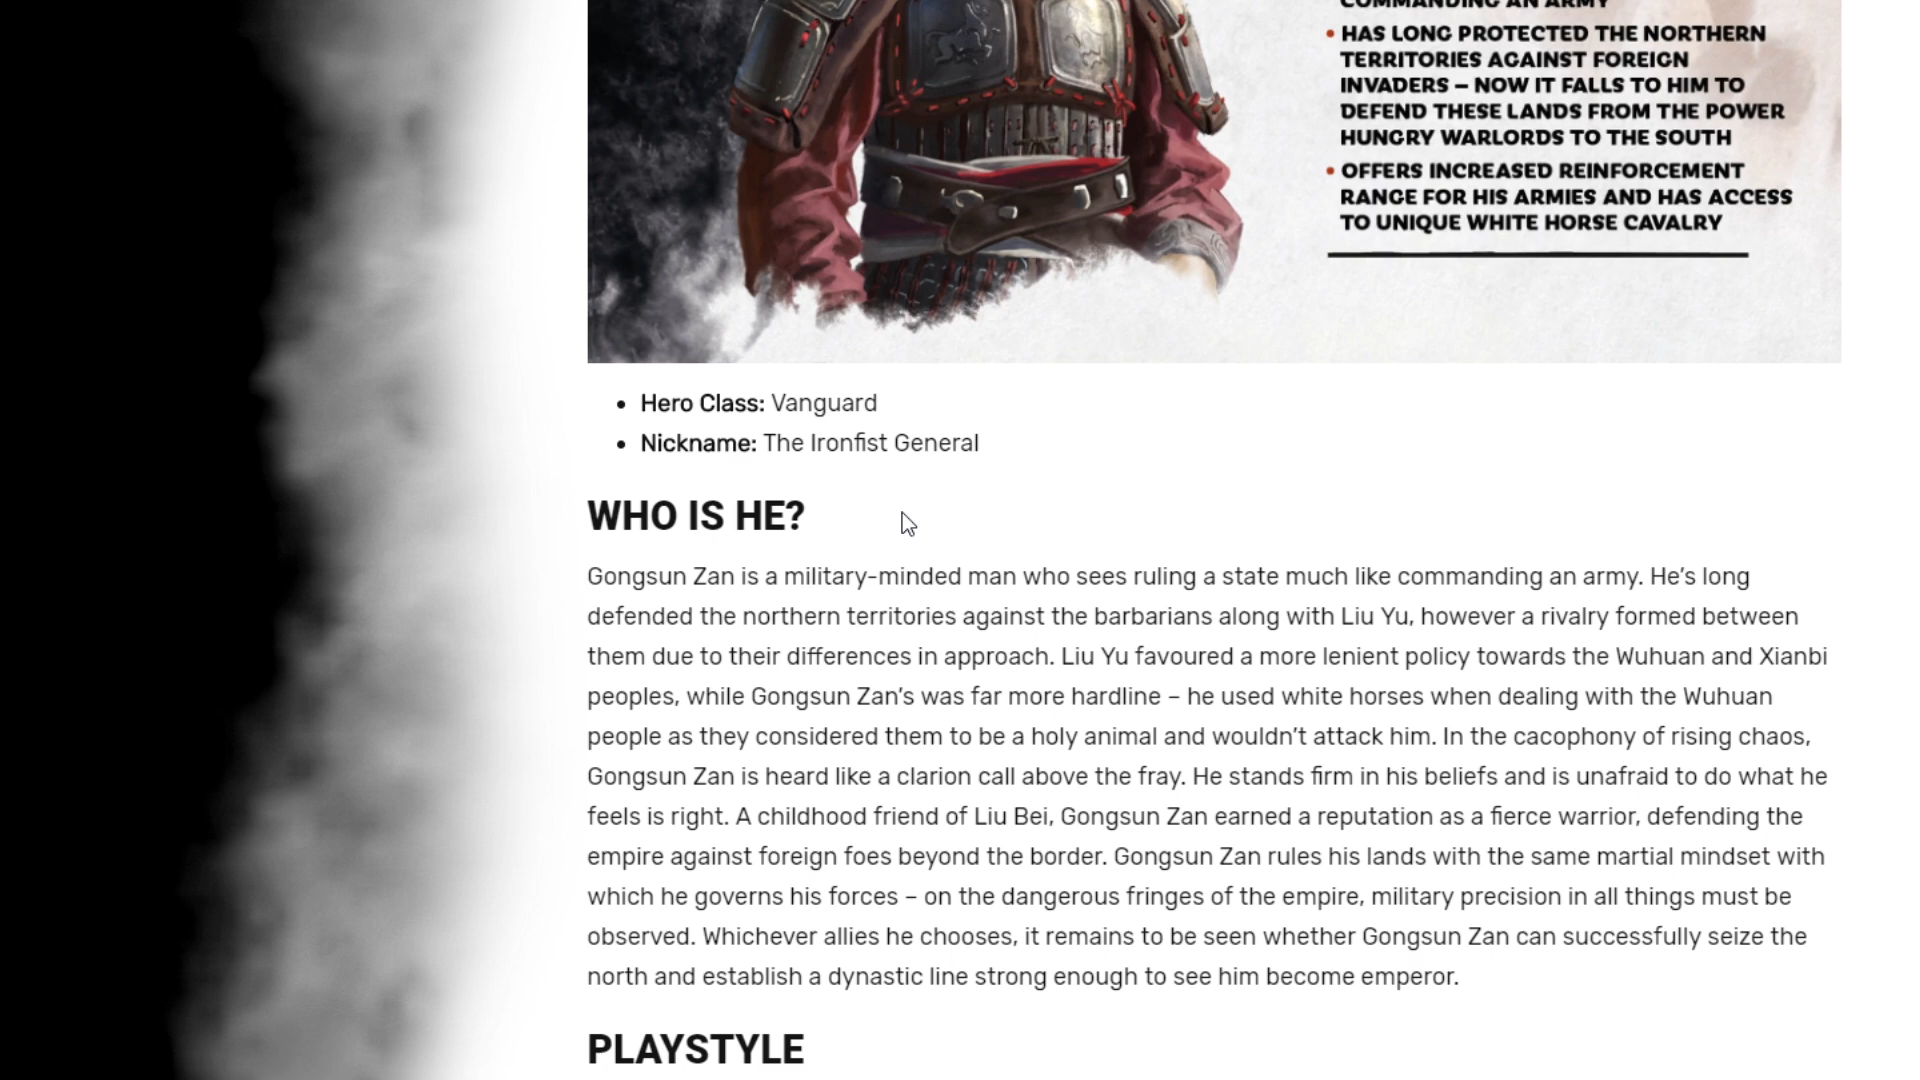 COMMANDING AN ARMY
• HAS LONG PROTECTED THE NORTHERN
TERRITORIES AGAINST FOREIGN
INVADERS – NOW IT FALLS TO HIM TO
DEFEND THESE LANDS FROM THE POWER
HUNGRY WARLORDS TO THE SOUTH
• OFFERS INCREASED REINFORCEMENT
RANGE FOR HIS ARMIES AND HAS ACCESS
TO UNIQUE WHITE HORSE CAVALRY
• Hero Class: Vanguard
• Nickname: The Ironfist General
WHO IS HE?
Gongsun Zan is a military-minded man who sees ruling a state much like commanding an army. He’s long
defended the northern territories against the barbarians along with Liu Yu, however a rivalry formed between
them due to their differences in approach. Liu Yu favoured a more lenient policy towards the Wuhuan and Xianbi
peoples, while Gongsun Zan’s was far more hardline – he used white horses when dealing with the Wuhuan
people as they considered them to be a holy animal and wouldn’t attack him. In the cacophony of rising chaos,
Gongsun Zan is heard like a clarion call above the fray. He stands firm in his beliefs and is unafraid to do what he
feels is right. A childhood friend of Liu Bei, Gongsun Zan earned a reputation as a fierce warrior, defending the
empire against foreign foes beyond the border. Gongsun Zan rules his lands with the same martial mindset with
which he governs his forces – on the dangerous fringes of the empire, military precision in all things must be
observed. Whichever allies he chooses, it remains to be seen whether Gongsun Zan can successfully seize the
north and establish a dynastic line strong enough to see him become emperor.
PLAYSTYLE